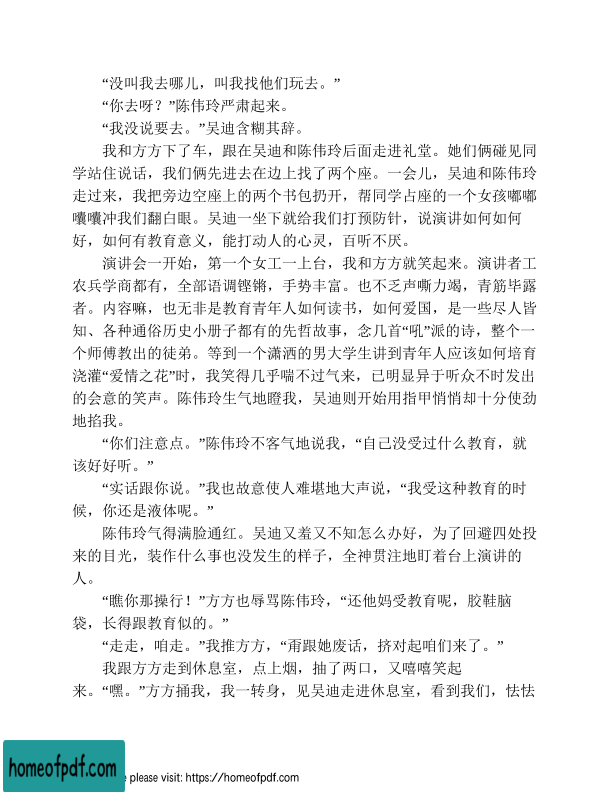 “没叫我去哪儿，叫我找他们玩去。”
“你去呀？”陈伟玲严肃起来。
“我没说要去。”吴迪含糊其辞。
我和方方下了车，跟在吴迪和陈伟玲后面走进礼堂。她们俩碰见同
学站住说话，我们俩先进去在边上找了两个座。一会儿，吴迪和陈伟玲
走过来，我把旁边空座上的两个书包扔开，帮同学占座的一个女孩嘟嘟
囔囔冲我们翻白眼。吴迪一坐下就给我们打预防针，说演讲如何如何
好，如何有教育意义，能打动人的心灵，百听不厌。
演讲会一开始，第一个女工一上台，我和方方就笑起来。演讲者工
农兵学商都有，全部语调铿锵，手势丰富。也不乏声嘶力竭，青筋毕露
者。内容嘛，也无非是教育青年人如何读书，如何爱国，是一些尽人皆
知、各种通俗历史小册子都有的先哲故事，念几首“吼”派的诗，整个一
个师傅教出的徒弟。等到一个潇洒的男大学生讲到青年人应该如何培育
浇灌“爱情之花”时，我笑得几乎喘不过气来，已明显异于听众不时发出
的会意的笑声。陈伟玲生气地瞪我，吴迪则开始用指甲悄悄却十分使劲
地掐我。
“你们注意点。”陈伟玲不客气地说我，“自己没受过什么教育，就
该好好听。”
“实话跟你说。”我也故意使人难堪地大声说，“我受这种教育的时
候，你还是液体呢。”
陈伟玲气得满脸通红。吴迪又羞又不知怎么办好，为了回避四处投
来的目光，装作什么事也没发生的样子，全神贯注地盯着台上演讲的
人。
“瞧你那操行！”方方也辱骂陈伟玲，“还他妈受教育呢，胶鞋脑
袋，长得跟教育似的。”
“走走，咱走。”我推方方，“甭跟她废话，挤对起咱们来了。”
我跟方方走到休息室，点上烟，抽了两口，又嘻嘻笑起
来。“嘿。”方方捅我，我一转身，见吴迪走进休息室，看到我们，怯怯
homeofpdf.com
e please visit: https://homeofpdf.com